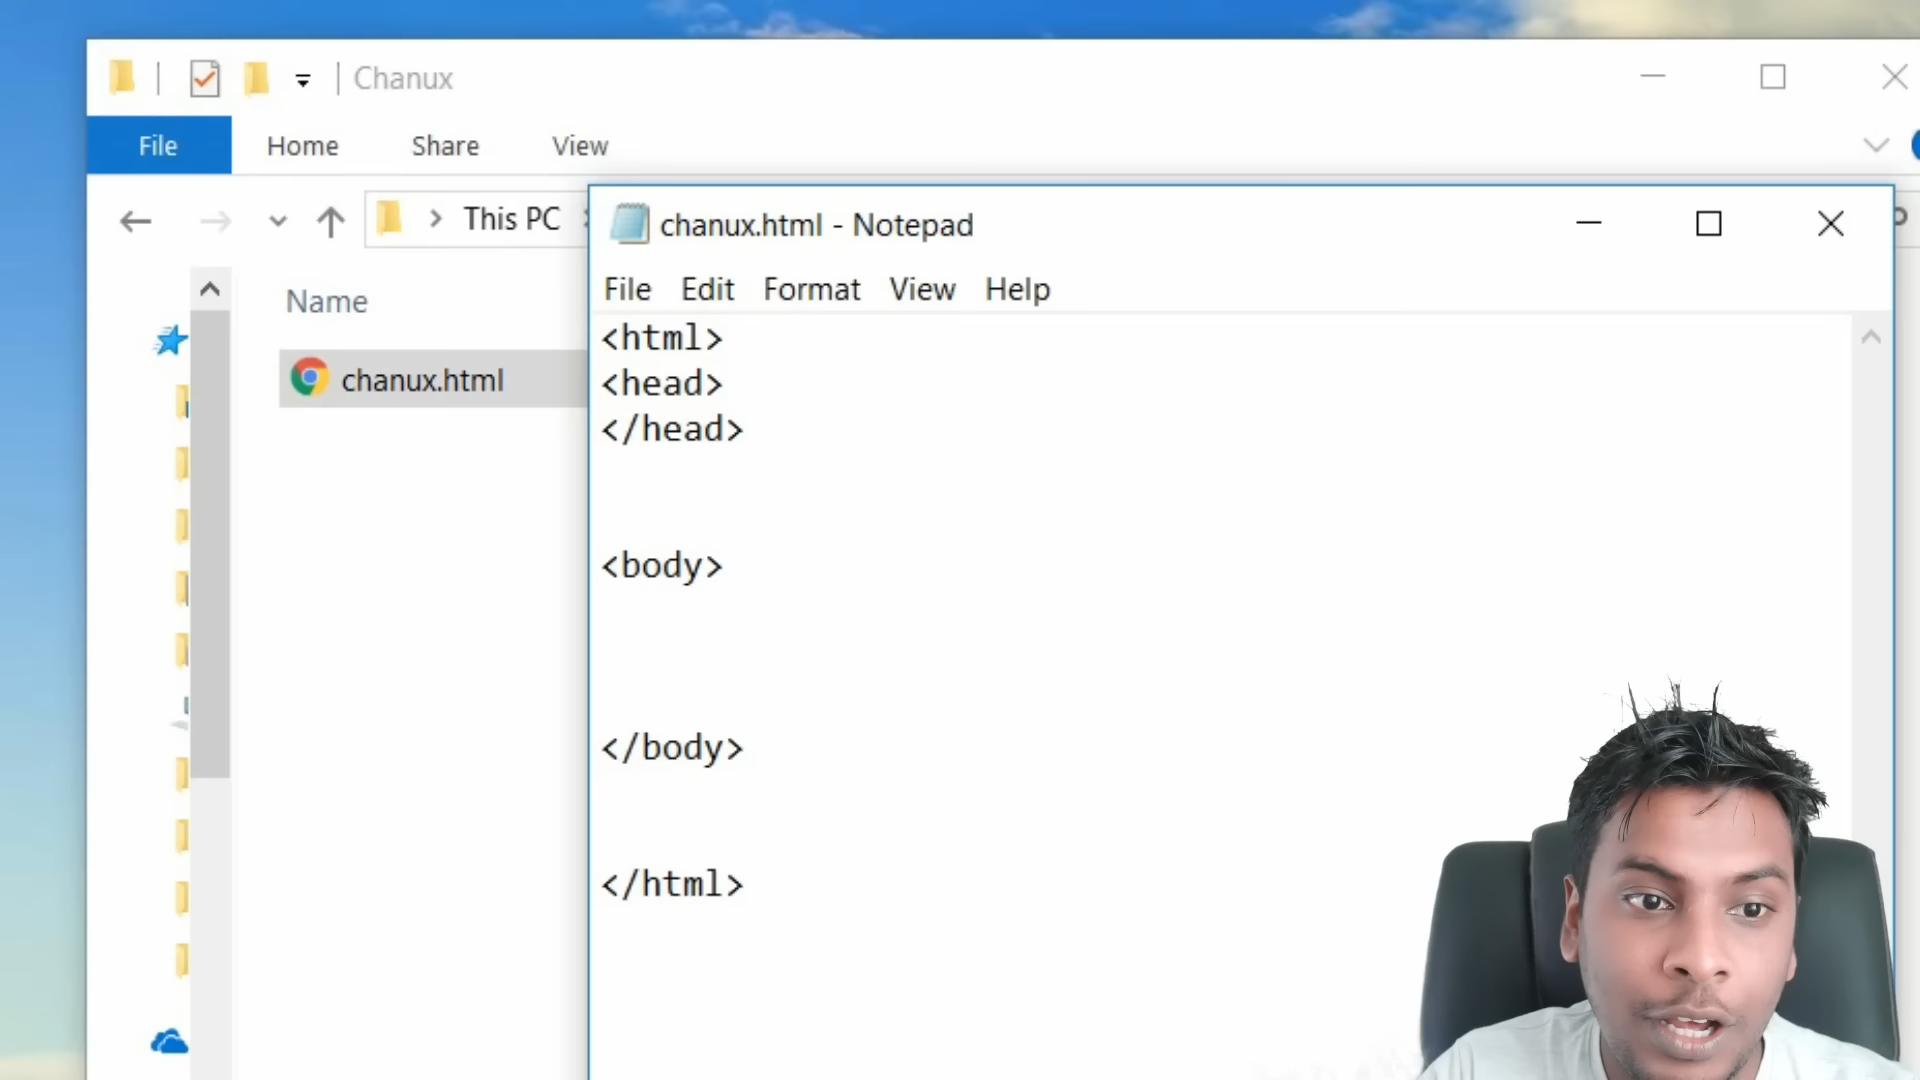 Chanux
File Home Share View
This PC
chanux.html - Notepad
File Edit Format View Help
Name
chanux.html
<html>
<head>
</head>
<body>
</body>
</html>